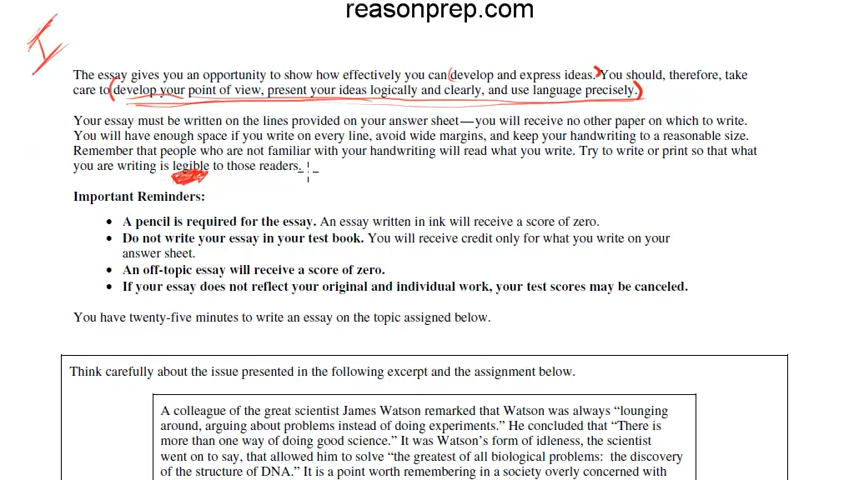 reasonprep.com
I
The essay gives you an opportunity to show how effectively you can develop and express ideas. You should, therefore, take
care to develop your point of view, present your ideas logically and clearly, and use language precisely.
Your essay must be written on the lines provided on your answer sheet—you will receive no other paper on which to write.
You will have enough space if you write on every line, avoid wide margins, and keep your handwriting to a reasonable size.
Remember that people who are not familiar with your handwriting will read what you write. Try to write or print so that what
you are writing is legible to those readers.
Important Reminders:
• A pencil is required for the essay. An essay written in ink will receive a score of zero.
• Do not write your essay in your test book. You will receive credit only for what you write on your
answer sheet.
• An off-topic essay will receive a score of zero.
• If your essay does not reflect your original and individual work, your test scores may be canceled.
You have twenty-five minutes to write an essay on the topic assigned below.
Think carefully about the issue presented in the following excerpt and the assignment below.
A colleague of the great scientist James Watson remarked that Watson was always “lounging
around, arguing about problems instead of doing experiments.” He concluded that “There is
more than one way of doing good science.” It was Watson’s form of idleness, the scientist
went on to say, that allowed him to solve “the greatest of all biological problems: the discovery
of the structure of DNA.” It is a point worth remembering in a society overly concerned with